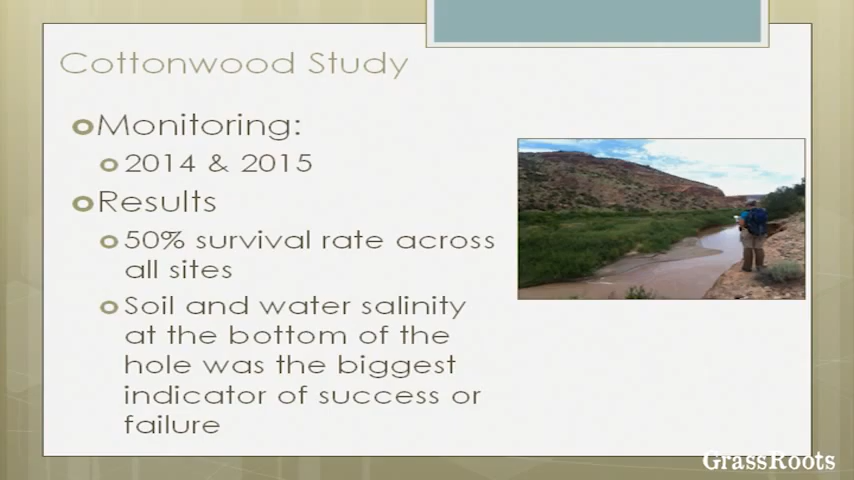 Cottonwood Study
Monitoring:
2014 & 2015
Results
50% survival rate across
all sites
Soil and water salinity
at the bottom of the
hole was the biggest
indicator of success or
failure
GrassRoots